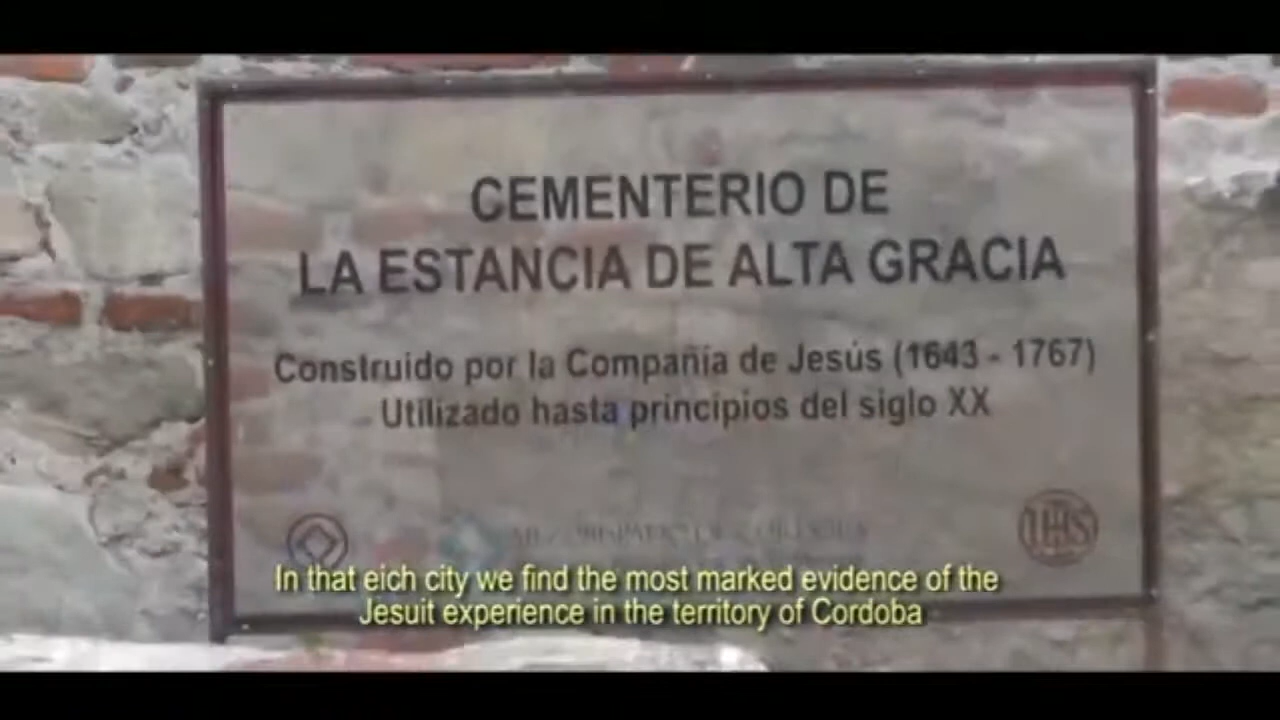 CEMENTERIO DE
LA ESTANCIA DE ALTA GRACIA
Construido por la Compañía de Jesús (1643 - 1767)
Utilizado hasta principios del siglo XX
IHS
In that eich city we find the most marked evidence of the
Jesuit experience in the territory of Cordoba